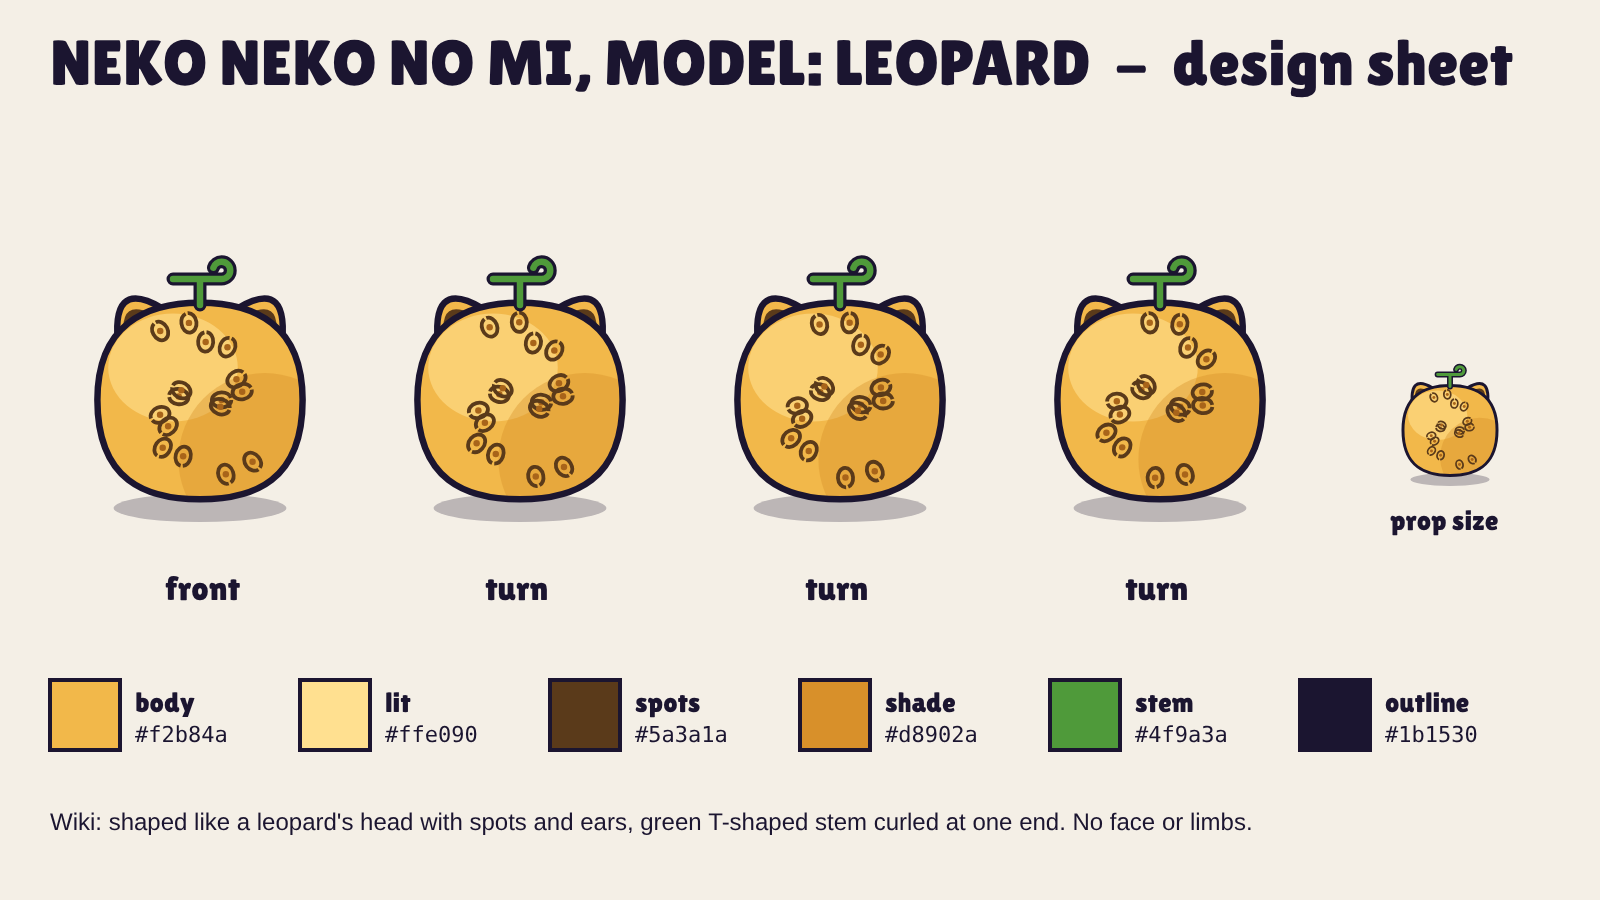 NEKO NEKO NO MI, MODEL: LEOPARD – design sheet
prop size
front
turn
turn
turn
body
#f2b84a
lit
#ffe090
spots
#5a3a1a
shade
#d8902a
stem
#4f9a3a
outline
#1b1530
Wiki: shaped like a leopard's head with spots and ears, green T-shaped stem curled at one end. No face or limbs.